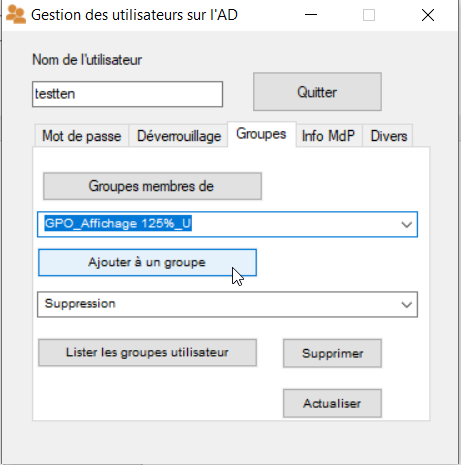 Gestion des utilisateurs sur l'AD
Nom de l'utilisateur
testten
Quitter
Mot de passe Déverrouillage Groupes Info MdP Divers
Groupes membres de
GPO_Affichage 125%_U
Ajouter à un groupe
Suppression
Lister les groupes utilisateur Supprimer
Actualiser